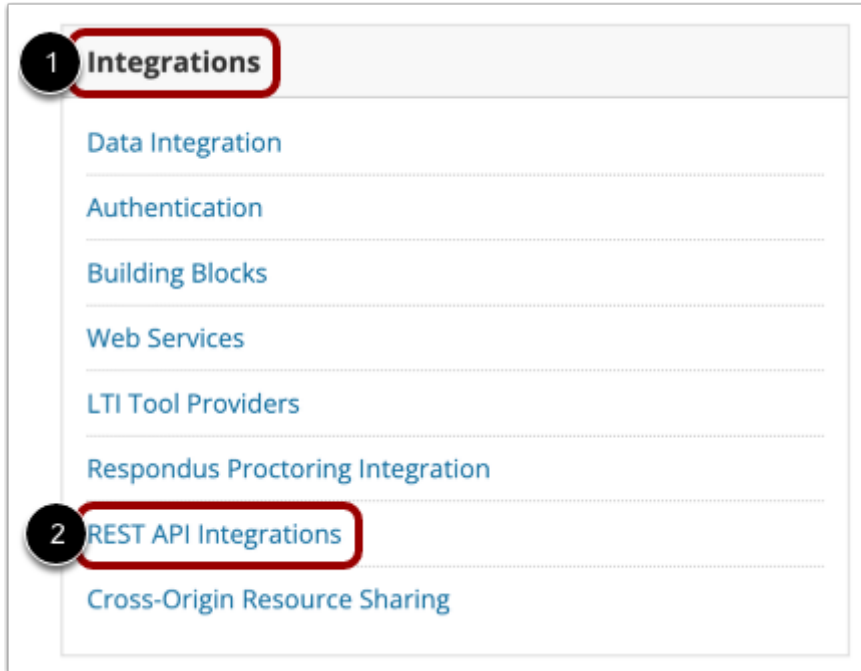 1 Integrations
Data Integration
Authentication
Building Blocks
Web Services
LTI Tool Providers
Respondus Proctoring Integration
2 REST API Integrations
Cross-Origin Resource Sharing